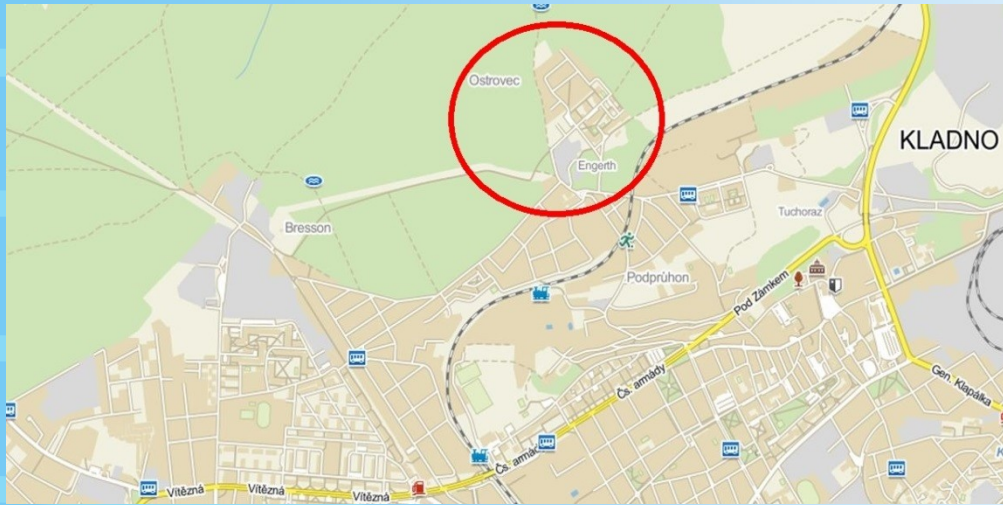 Ostrovec
KLADNO
Engerth
Tuchoraz
Bresson
Podprůhon
Pod Zámkem
Čs. armády
Gen. Klapálka
Čs. armády
Vítězná
Vítězná
Vítězná